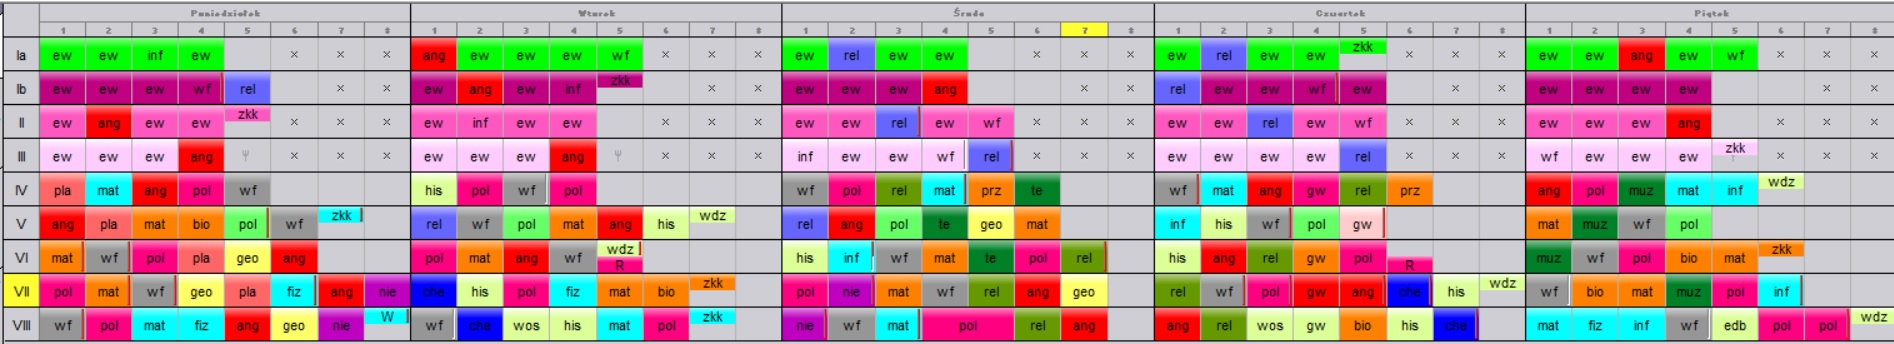 Poniedziałek Wtorek Środa Czwartek Piątek
1 2 3 4 5 6 7 8 1 2 3 4 5 6 7 8 1 2 3 4 5 6 7 8 1 2 3 4 5 6 7 8 1 2 3 4 5 6 7 8
Ia ew ew inf ew × × × ang ew ew ew wf × × × ew rel ew ew × × × ew rel ew ew zkk × × × ew ew ang ew wf × × ×
Ib ew ew ew wf rel × × × ew ang ew inf zkk × × × ew ew ew ang × × × rel ew ew wf ew × × × ew ew ew ew × ×
II ew ang ew ew zkk × × × ew inf ew ew × × × ew ew rel ew wf × × × ew ew rel ew wf × × × ew ew ew ang × × ×
III ew ew ew ang × × × ew ew ew ang × × × inf ew ew wf rel × × × ew ew ew ew rel × × × wf ew ew ew zkk × × ×
IV pla mat ang pol wf his pol wf pol wf pol rel mat prz te wf mat ang gw rel prz ang pol muz mat inf wdz
V ang pla mat bio pol wf zkk rel wf pol mat ang his wdz rel ang pol te geo mat inf his wf pol gw mat muz wf pol
VI mat wf pol pla geo ang pol mat ang wf wdz R his inf wf mat te pol rel his ang rel gw pol R muz wf pol bio mat zkk
VII pol mat wf geo pla fiz ang nie che his pol fiz mat bio zkk pol nie mat wf rel ang geo rel wf pol gw ang che his wdz wf bio mat muz pol inf
VIII wf pol mat fiz ang geo nie W wf che wos his mat pol zkk nie wf mat pol rel ang ang rel wos gw bio his che mat fiz inf wf edb pol pol wdz